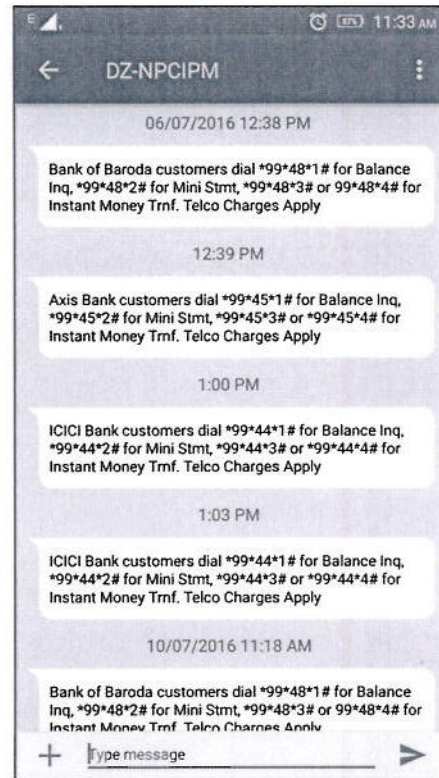 E 87% 11:33 AM
DZ-NPCIPM
06/07/2016 12:38 PM
Bank of Baroda customers dial *99*48*1# for Balance
Inq, *99*48*2# for Mini Stmt, *99*48*3# or 99*48*4# for
Instant Money Trnf. Telco Charges Apply
12:39 PM
Axis Bank customers dial *99*45*1# for Balance Inq,
*99*45*2# for Mini Stmt, *99*45*3# or *99*45*4# for
Instant Money Trnf. Telco Charges Apply
1:00 PM
ICICI Bank customers dial *99*44*1# for Balance Inq,
*99*44*2# for Mini Stmt, *99*44*3# or *99*44*4# for
Instant Money Trnf. Telco Charges Apply
1:03 PM
ICICI Bank customers dial *99*44*1# for Balance Inq,
*99*44*2# for Mini Stmt, *99*44*3# or *99*44*4# for
Instant Money Trnf. Telco Charges Apply
10/07/2016 11:18 AM
Bank of Baroda customers dial *99*48*1# for Balance
Inq, *99*48*2# for Mini Stmt, *99*48*3# or 99*48*4# for
Instant Money Trnf. Telco Charges Apply
Type message